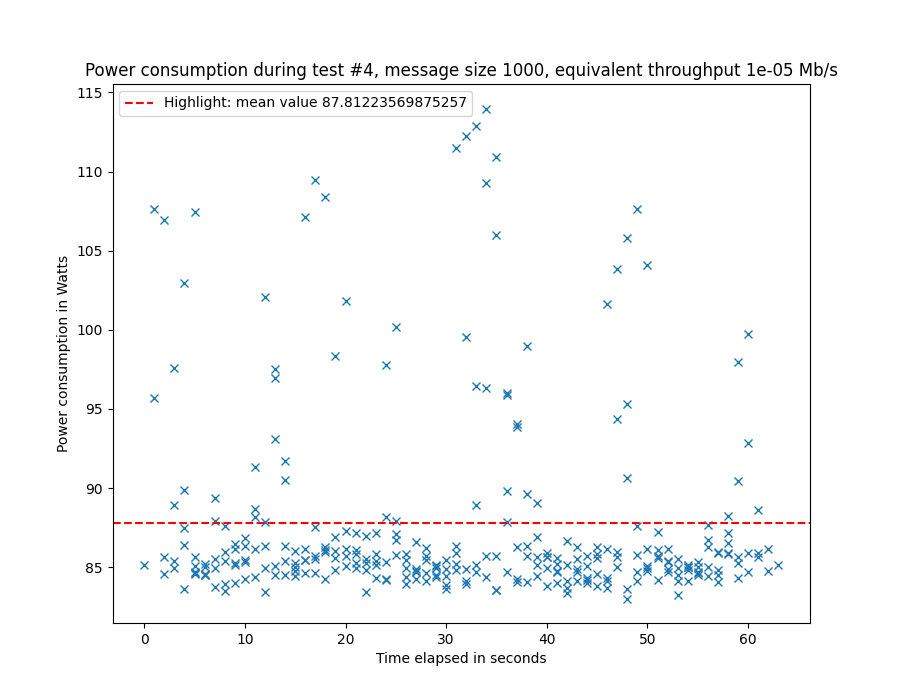 Power consumption during test #4, message size 1000, equivalent throughput 1e-05 Mb/s
Highlight: mean value 87.81223569875257
115
110
105
100
95
90
85
Power consumption in Watts
0 10 20 30 40 50 60
Time elapsed in seconds